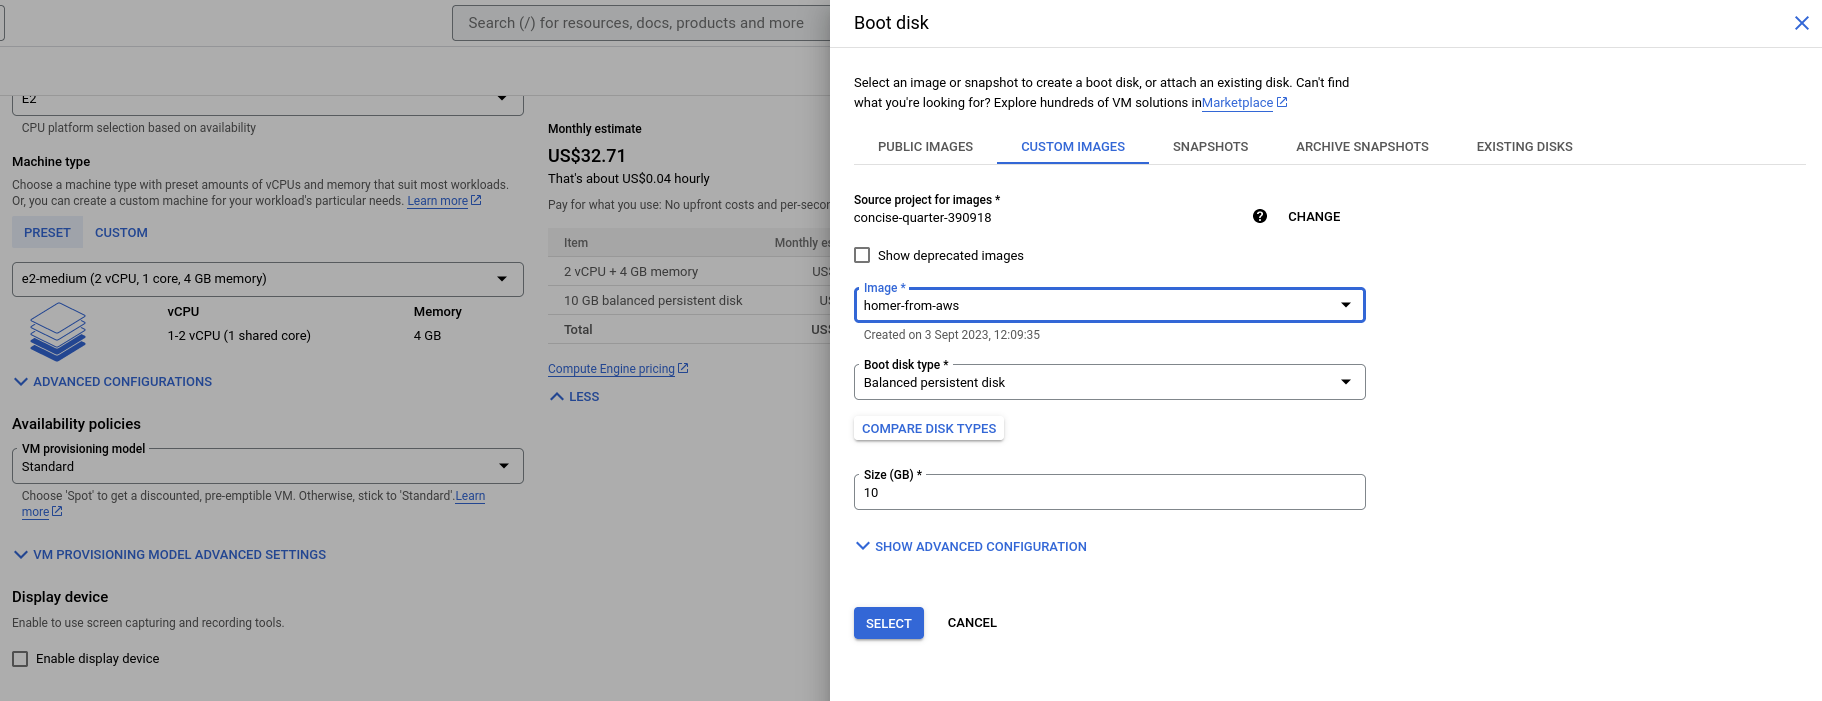 Search (/) for resources, docs, products and more
E2
CPU platform selection based on availability
Machine type
Choose a machine type with preset amounts of vCPUs and memory that suit most workloads.
Or, you can create a custom machine for your workload's particular needs. Learn more
PRESET CUSTOM
e2-medium (2 vCPU, 1 core, 4 GB memory)
vCPU Memory
1-2 vCPU (1 shared core) 4 GB
ADVANCED CONFIGURATIONS
Availability policies
VM provisioning model
Standard
Choose 'Spot' to get a discounted, pre-emptible VM. Otherwise, stick to 'Standard'.Learn
more
VM PROVISIONING MODEL ADVANCED SETTINGS
Display device
Enable to use screen capturing and recording tools.
Enable display device
Monthly estimate
US$32.71
That's about US$0.04 hourly
Pay for what you use: No upfront costs and per-secor
Item Monthly es
2 vCPU + 4 GB memory US$
10 GB balanced persistent disk US
Total US$
Compute Engine pricing
LESS
Boot disk
Select an image or snapshot to create a boot disk, or attach an existing disk. Can't find
what you're looking for? Explore hundreds of VM solutions inMarketplace
PUBLIC IMAGES CUSTOM IMAGES SNAPSHOTS ARCHIVE SNAPSHOTS EXISTING DISKS
Source project for images *
concise-quarter-390918
CHANGE
Show deprecated images
Image *
homer-from-aws
Created on 3 Sept 2023, 12:09:35
Boot disk type *
Balanced persistent disk
COMPARE DISK TYPES
Size (GB) *
10
SHOW ADVANCED CONFIGURATION
SELECT CANCEL